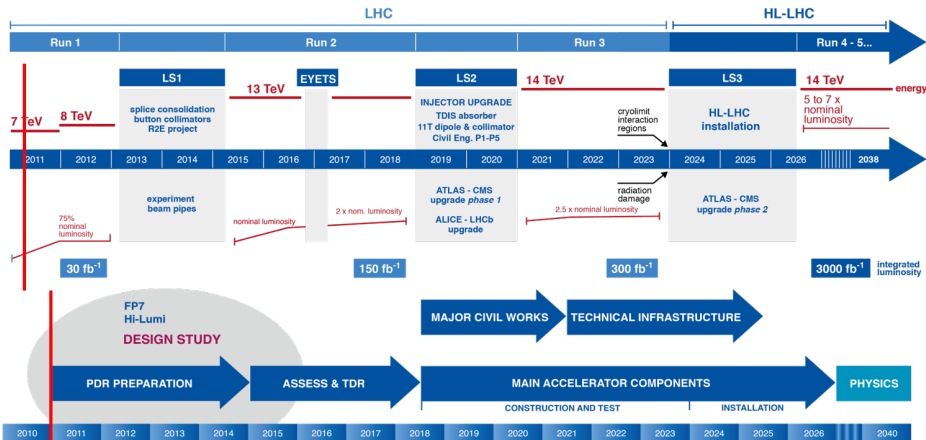 LHC
HL-LHC
Run 1
Run 2
Run 3
Run 4 - 5...
LS1
EYETS
LS2
LS3
13 TeV
14 TeV
14 TeV
energy
7 TeV
8 TeV
splice consolidation
button collimators
R2E project
INJECTOR UPGRADE
TDIS absorber
11T dipole & collimator
Civil Eng. P1-P5
cryolimit
interaction
regions
HL-LHC
installation
5 to 7 x
nominal
luminosity
2011
2012
2013
2014
2015
2016
2017
2018
2019
2020
2021
2022
2023
2024
2025
2026
2038
75%
nominal
luminosity
experiment
beam pipes
nominal luminosity
2 x nom. luminosity
ATLAS - CMS
upgrade phase 1
ALICE - LHCb
upgrade
2.5 x nominal luminosity
radiation
damage
ATLAS - CMS
upgrade phase 2
30 fb⁻¹
150 fb⁻¹
300 fb⁻¹
3000 fb⁻¹
integrated
luminosity
FP7
Hi-Lumi
DESIGN STUDY
MAJOR CIVIL WORKS
TECHNICAL INFRASTRUCTURE
PDR PREPARATION
ASSESS & TDR
MAIN ACCELERATOR COMPONENTS
PHYSICS
CONSTRUCTION AND TEST
INSTALLATION
2010
2011
2012
2013
2014
2015
2016
2017
2018
2019
2020
2021
2022
2023
2024
2025
2026
2040